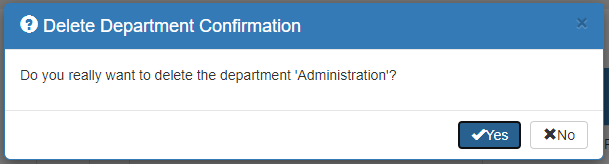 Delete Department Confirmation
Do you really want to delete the department 'Administration'?
Yes
No